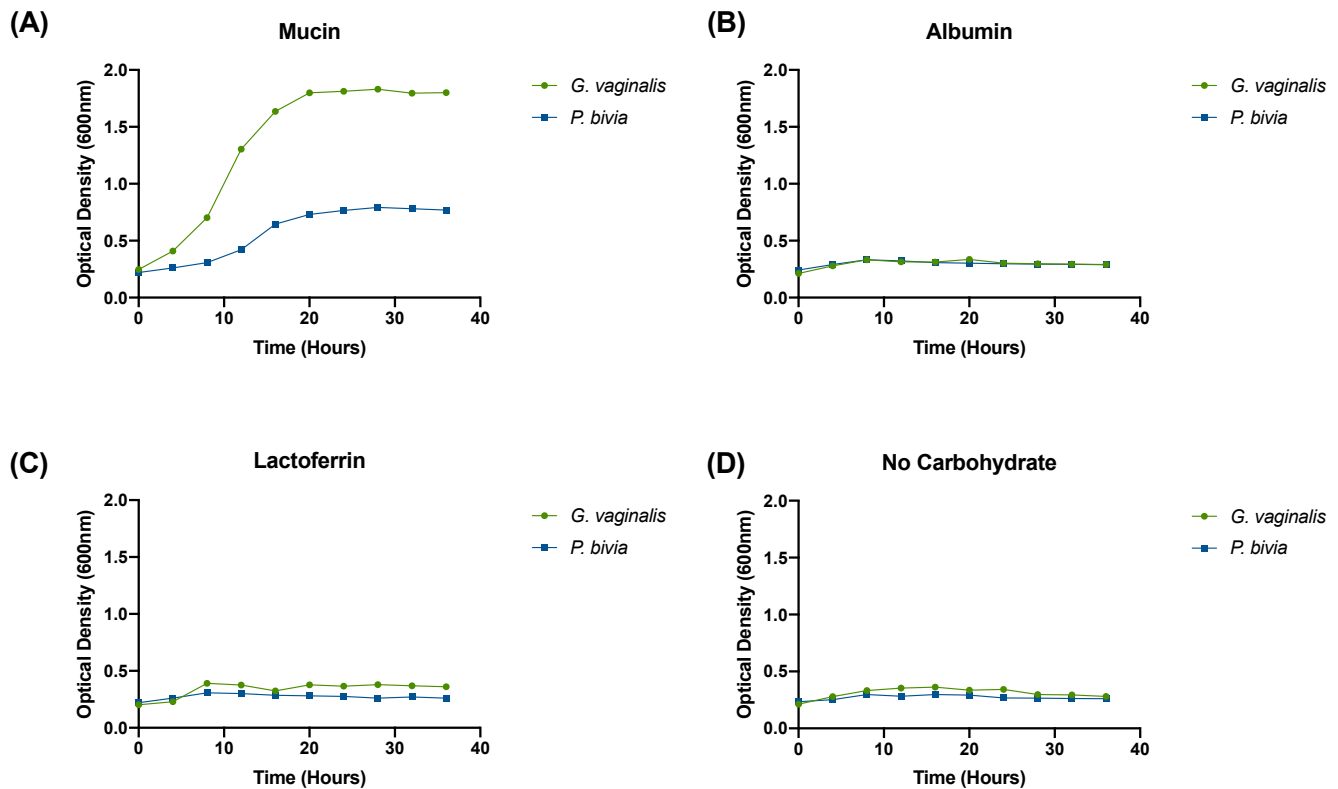 (A)
Mucin
2.0
1.5
1.0
0.5
0.0
0
10
20
30
40
Optical Density (600nm)
Time (Hours)
G. vaginalis
P. bivia
(B)
Albumin
2.0
1.5
1.0
0.5
0.0
0
10
20
30
40
Optical Density (600nm)
Time (Hours)
G. vaginalis
P. bivia
(C)
Lactoferrin
2.0
1.5
1.0
0.5
0.0
0
10
20
30
40
Optical Density (600nm)
Time (Hours)
G. vaginalis
P. bivia
(D)
No Carbohydrate
2.0
1.5
1.0
0.5
0.0
0
10
20
30
40
Optical Density (600nm)
Time (Hours)
G. vaginalis
P. bivia